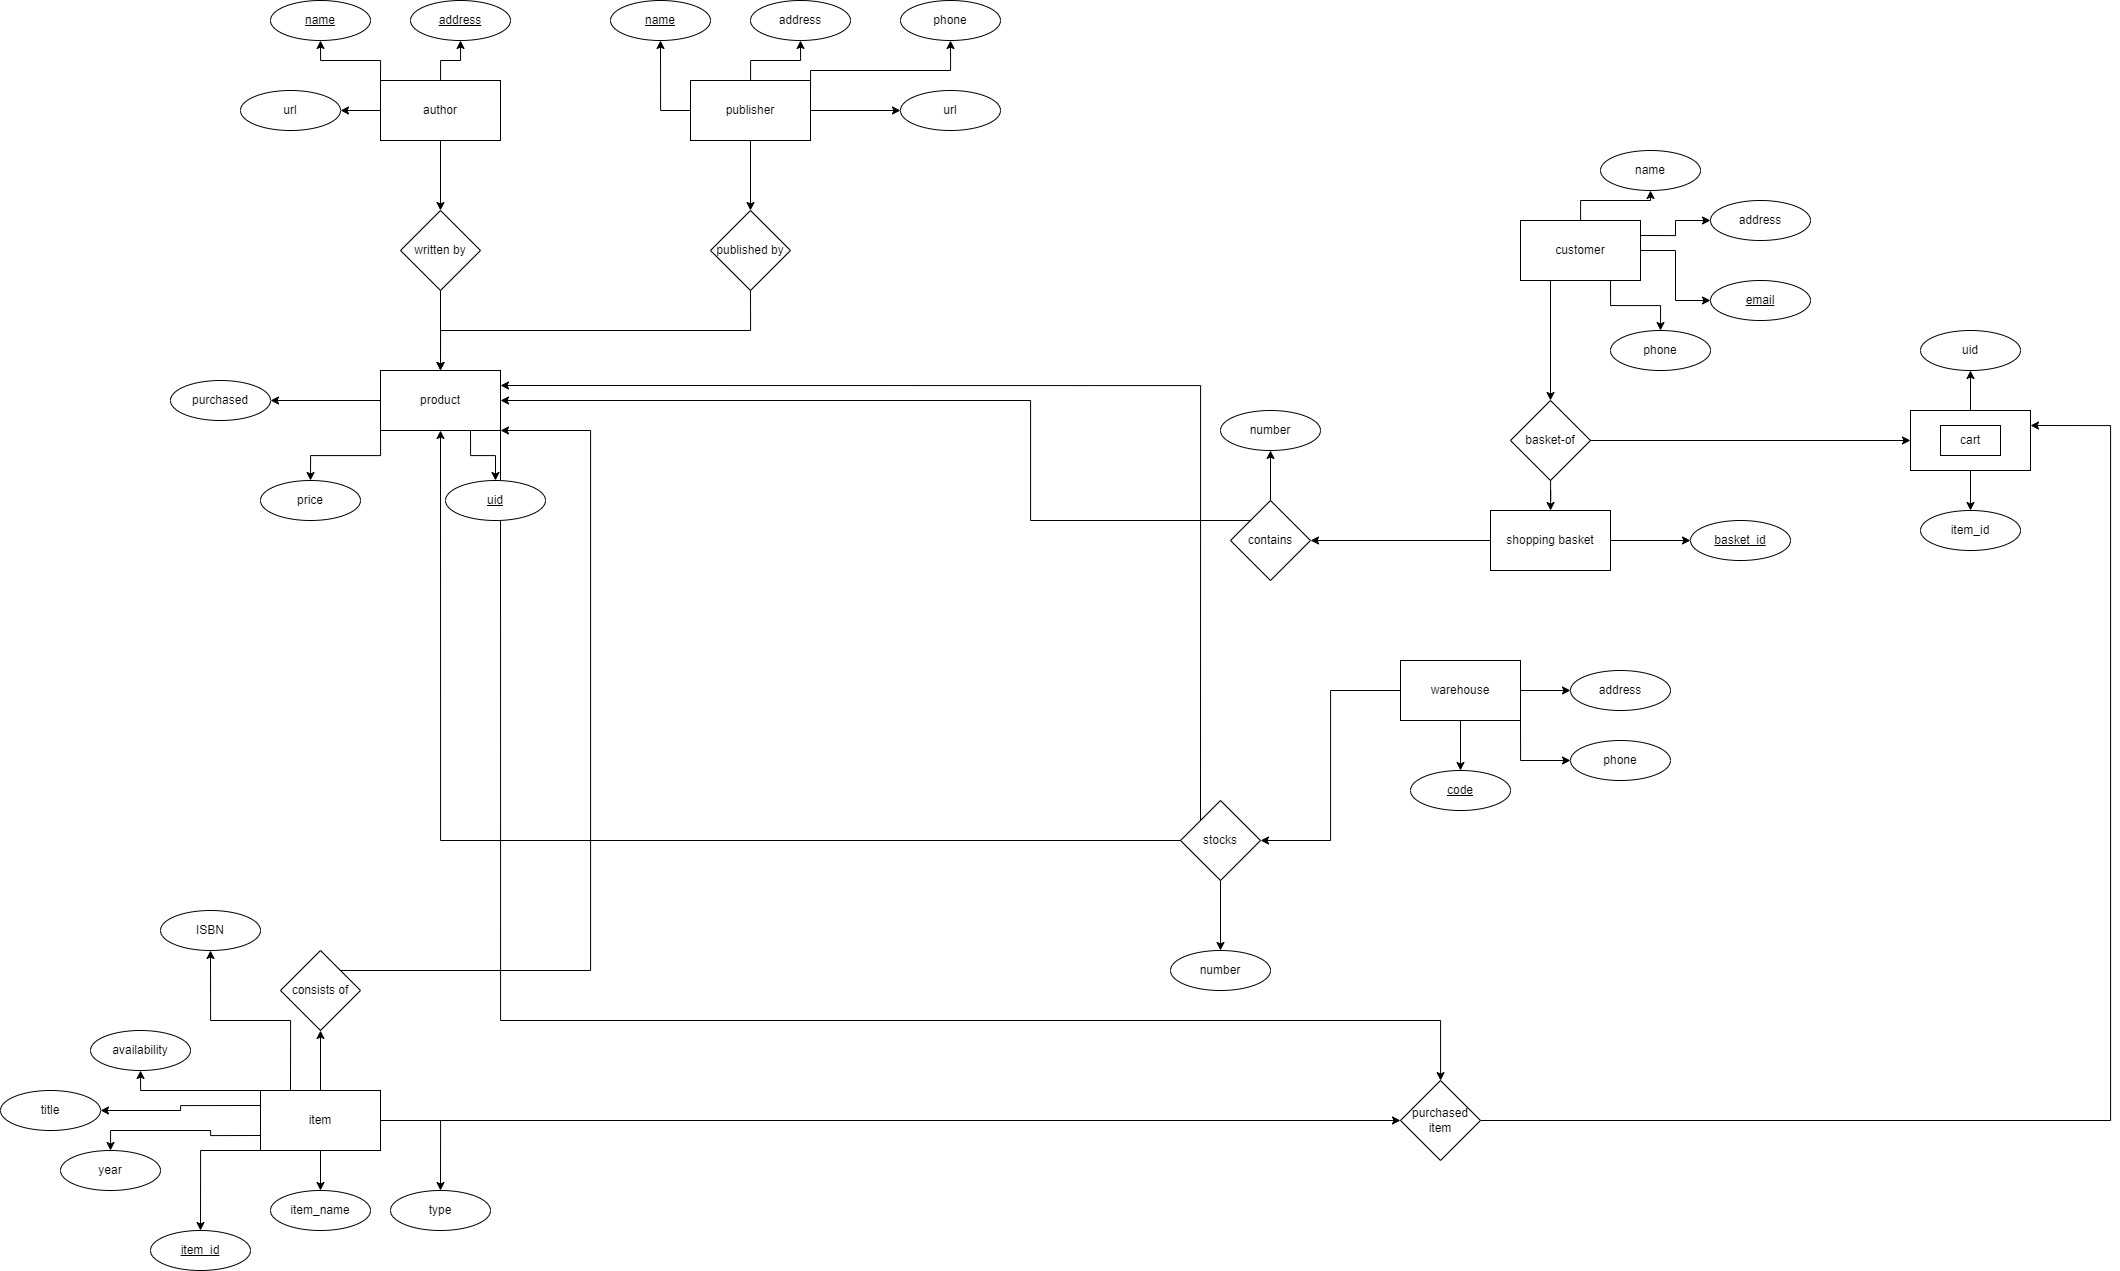 name
address
name
address
phone
url
author
publisher
url
name
address
written by
published by
customer
email
phone
uid
purchased
product
number
basket-of
cart
price
uid
contains
shopping basket
basket_id
item_id
warehouse
address
phone
code
stocks
ISBN
number
consists of
availability
title
item
purchased
item
year
item_name
type
item_id